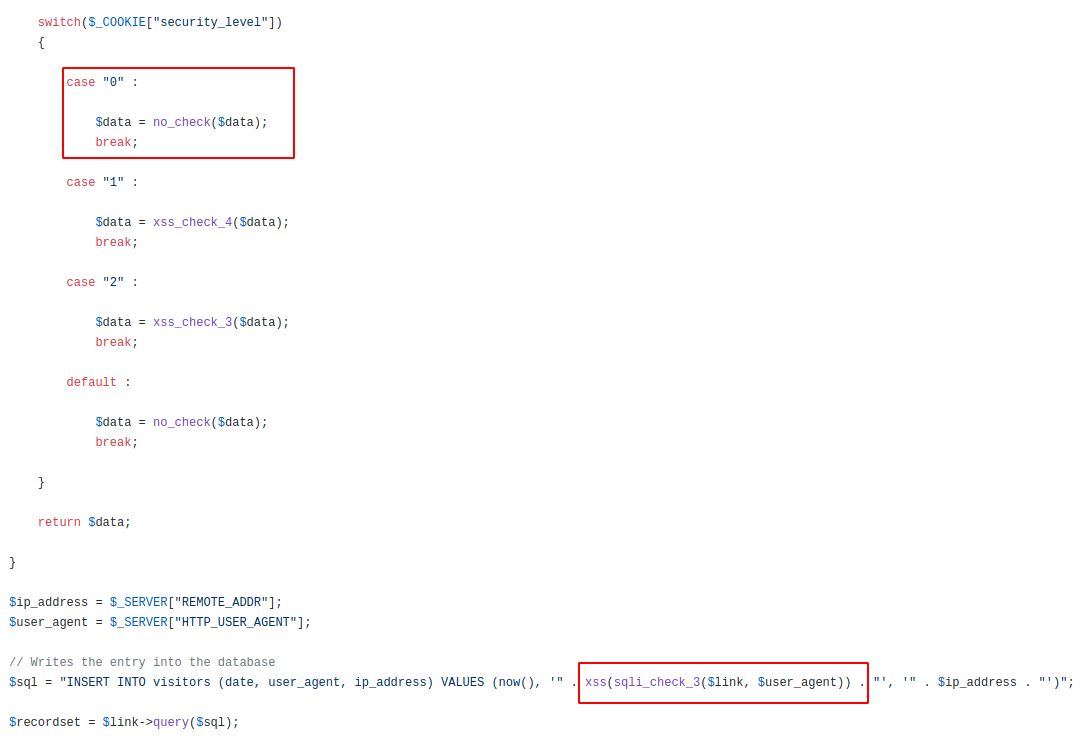 switch($_COOKIE["security_level"])
{
case "0" :
$data = no_check($data);
break;
case "1" :
$data = xss_check_4($data);
break;
case "2" :
$data = xss_check_3($data);
break;
default :
$data = no_check($data);
break;
}
return $data;
}
$ip_address = $_SERVER["REMOTE_ADDR"];
$user_agent = $_SERVER["HTTP_USER_AGENT"];
// Writes the entry into the database
$sql = "INSERT INTO visitors (date, user_agent, ip_address) VALUES (now(), '" . xss(sqli_check_3($link, $user_agent)) . "', '" . $ip_address . "')";
$recordset = $link->query($sql);